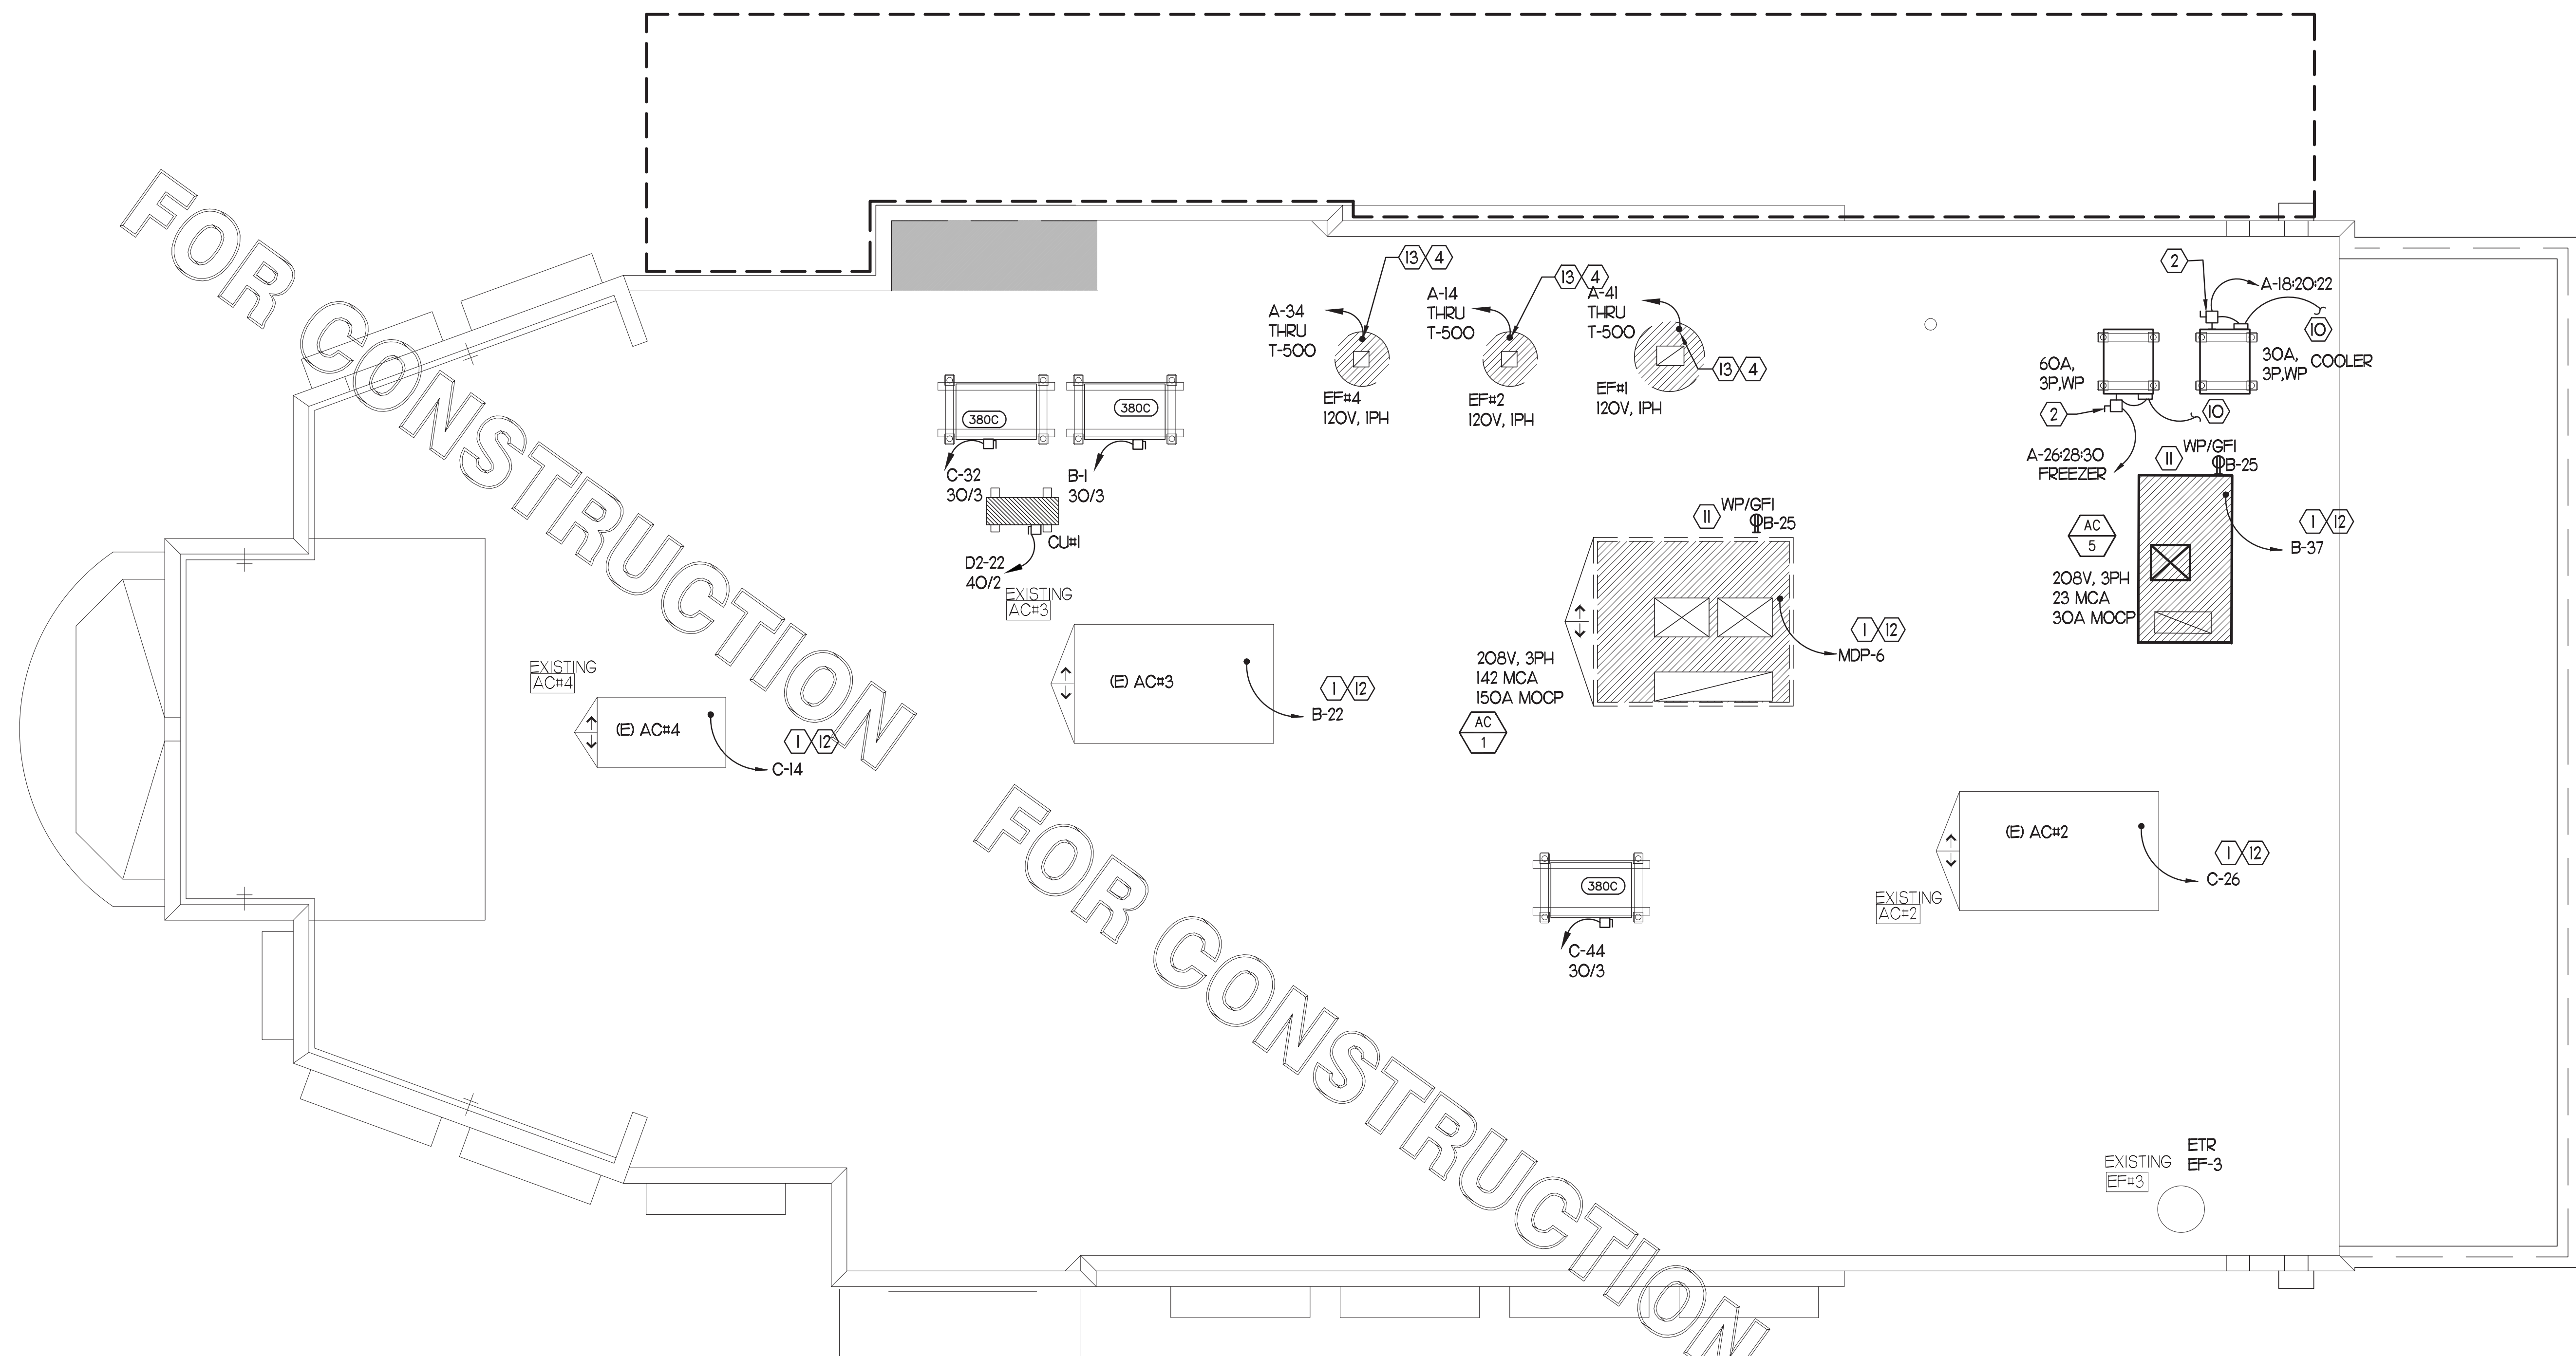 FOR CONSTRUCTION
13 4
A-34
THRU
T-500
EF#4
120V, 1PH
13 4
A-14
THRU
T-500
EF#2
120V, 1PH
A-41
THRU
T-500
13 4
EF#1
120V, 1PH
2
A-18:20:22
10
30A,
3P,WP
COOLER
60A,
3P,WP
2
10
A-26:28:30
FREEZER
380C
C-32
30/3
380C
B-1
30/3
CU#1
D2-22
40/2
EXISTING
AC#3
(E) AC#3
1 12
B-22
EXISTING
AC#4
(E) AC#4
1 12
C-14
11
WP/GFI
B-25
1 12
MDP-6
208V, 3PH
142 MCA
150A MOCP
AC
1
11
WP/GFI
B-25
AC
5
1 12
B-37
208V, 3PH
23 MCA
30A MOCP
FOR CONSTRUCTION
380C
C-44
30/3
(E) AC#2
1 12
C-26
EXISTING
AC#2
ETR
EF-3
EXISTING
EF#3